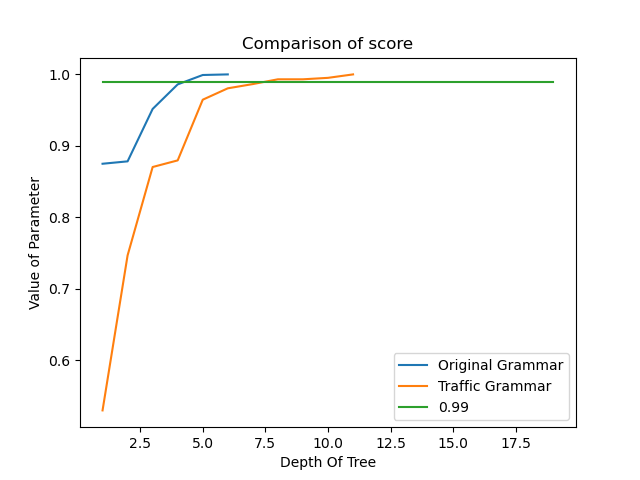 Comparison of score
Value of Parameter
1.0
0.9
0.8
0.7
0.6
2.5 5.0 7.5 10.0 12.5 15.0 17.5
Depth Of Tree
Original Grammar
Traffic Grammar
0.99